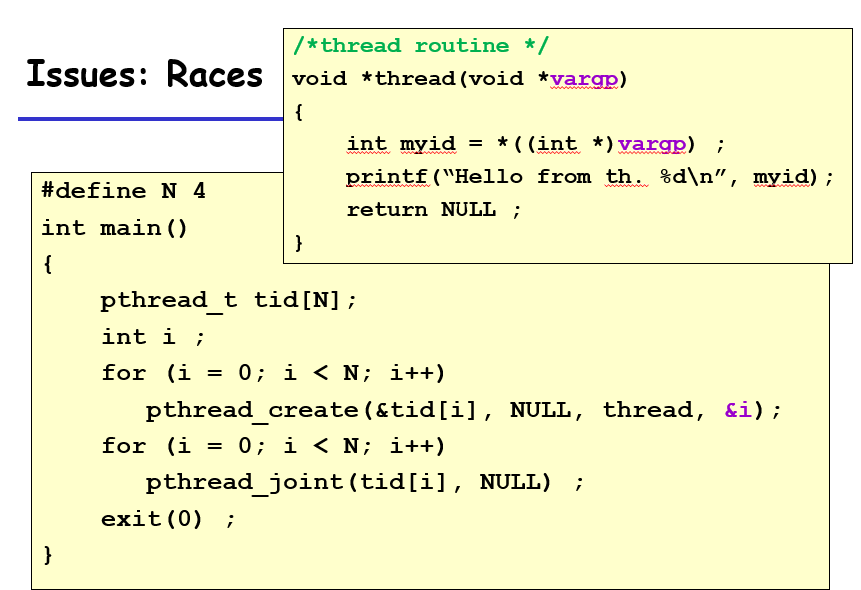 Issues: Races
/*thread routine */
void *thread(void *vargp)
{
int myid = *((int *)vargp) ;
printf(“Hello from th. %d\n”, myid);
return NULL ;
}
#define N 4
int main()
{
pthread_t tid[N];
int i ;
for (i = 0; i < N; i++)
pthread_create(&tid[i], NULL, thread, &i);
for (i = 0; i < N; i++)
pthread_joint(tid[i], NULL) ;
exit(0) ;
}